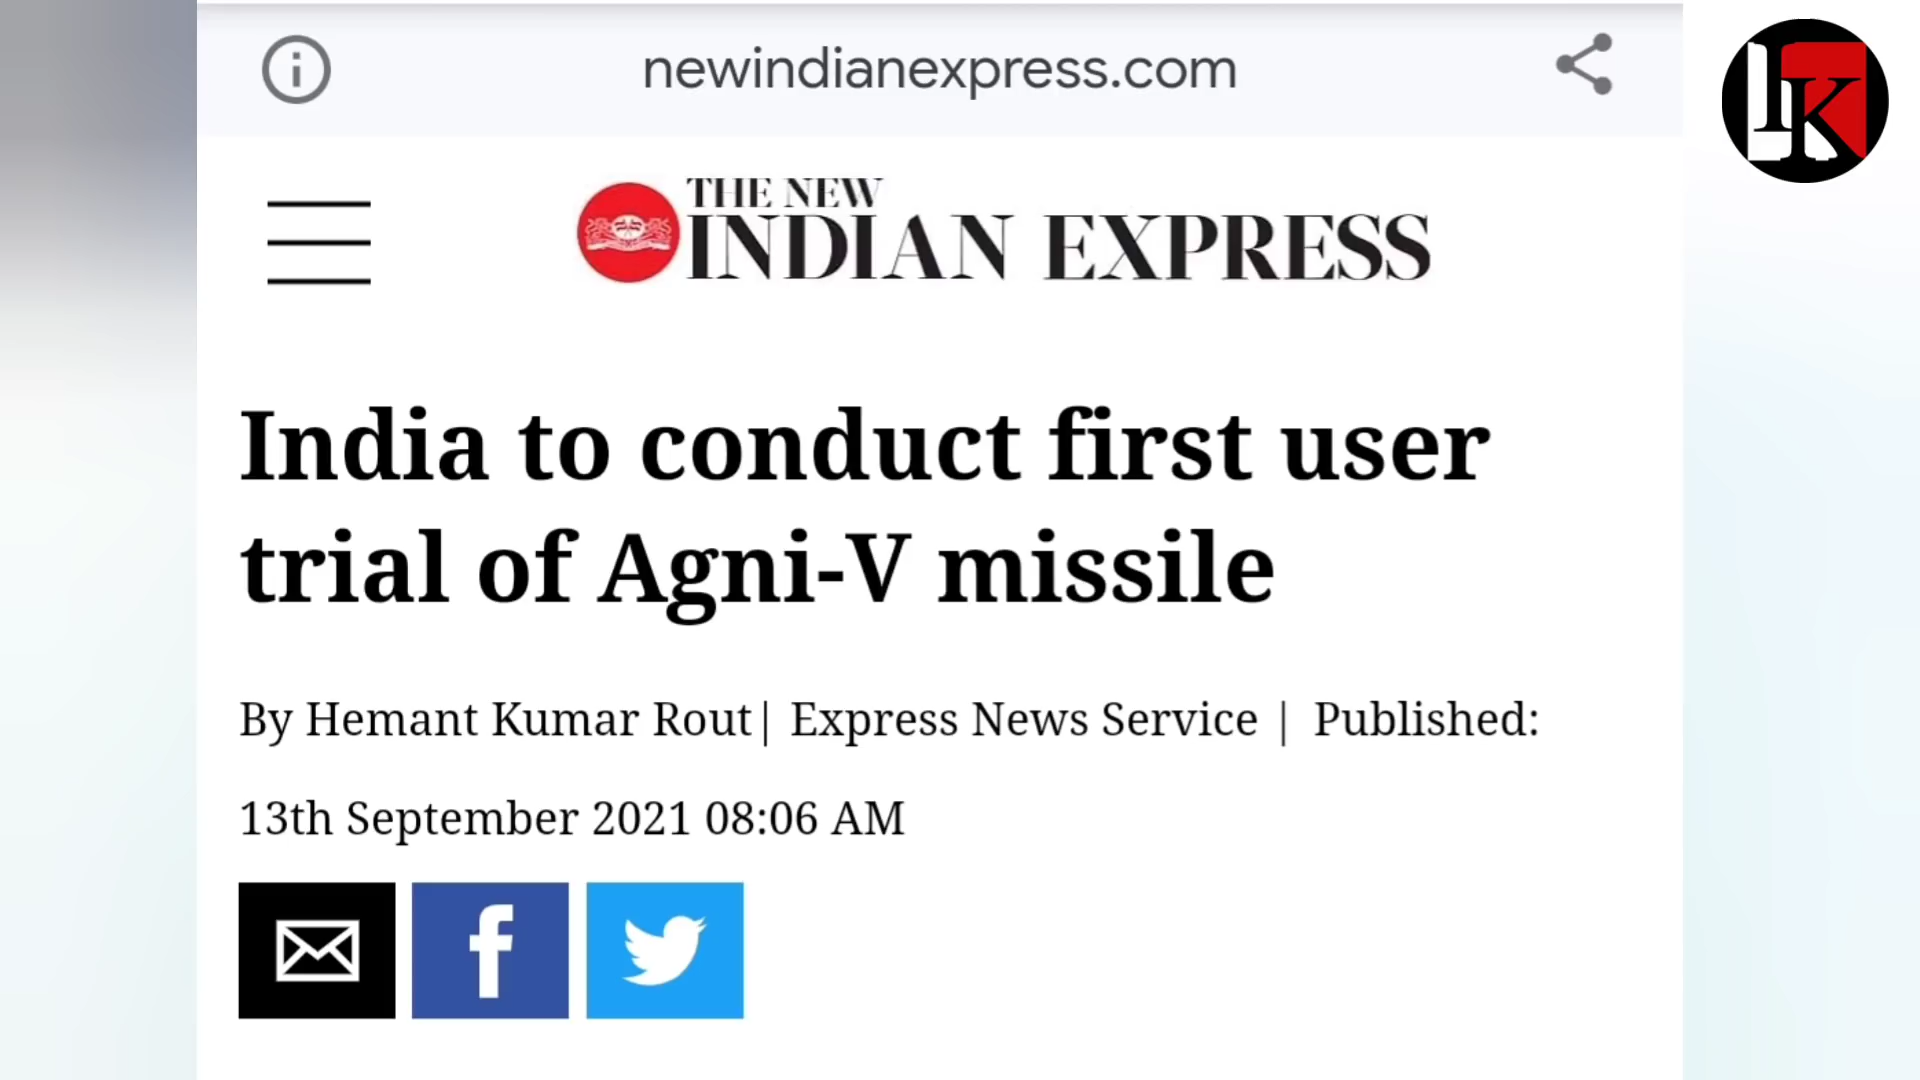 newindianexpress.com
THE NEW
INDIAN EXPRESS
India to conduct first user
trial of Agni-V missile
By Hemant Kumar Rout| Express News Service | Published:
13th September 2021 08:06 AM